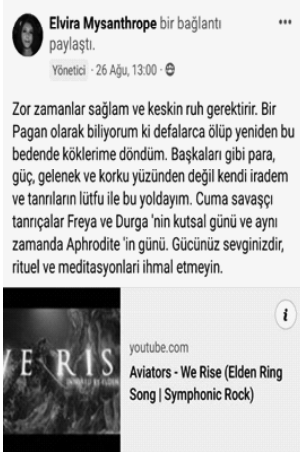 Elvira Mysanthrope bir bağlantı
paylaştı.
Yönetici · 26 Ağu, 13:00 ·
Zor zamanlar sağlam ve keskin ruh gerektirir. Bir
Pagan olarak biliyorum ki defalarca ölüp yeniden bu
bedende köklerime döndüm. Başkaları gibi para,
güç, gelenek ve korku yüzünden değil kendi iradem
ve tanrıların lütfu ile bu yoldayım. Cuma savaşçı
tanrıçalar Freya ve Durga 'nin kutsal günü ve aynı
zamanda Aphrodite 'in günü. Gücünüz sevginizdir,
rituel ve meditasyonlari ihmal etmeyin.
E RIS
youtube.com
Aviators - We Rise (Elden Ring
Song | Symphonic Rock)